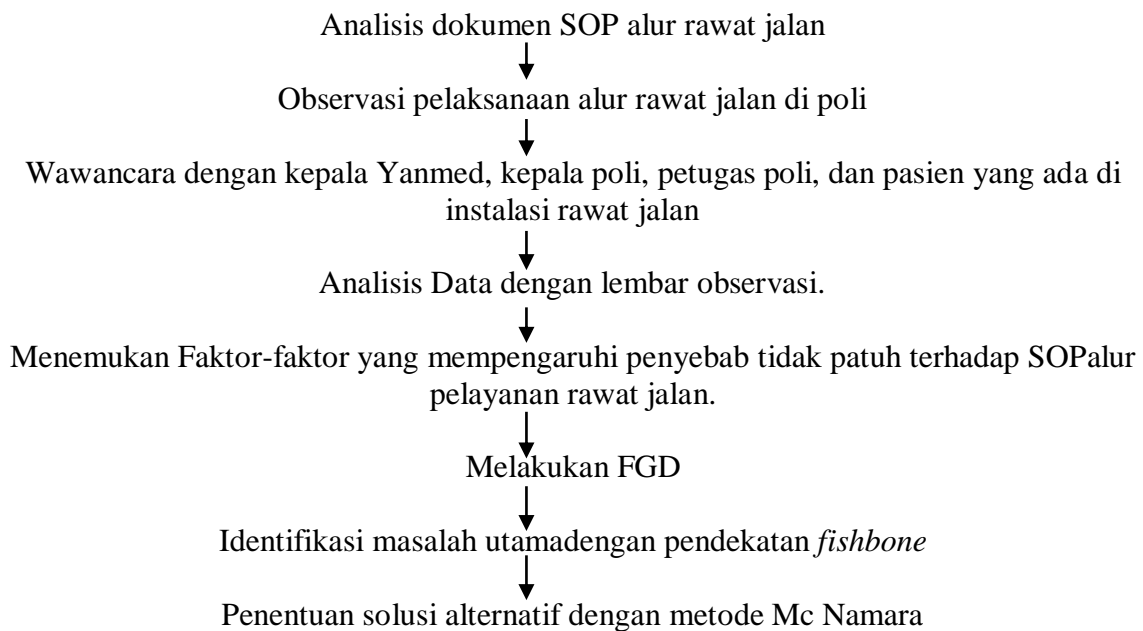 Analisis dokumen SOP alur rawat jalan
Observasi pelaksanaan alur rawat jalan di poli
Wawancara dengan kepala Yanmed, kepala poli, petugas poli, dan pasien yang ada di
instalasi rawat jalan
Analisis Data dengan lembar observasi.
Menemukan Faktor-faktor yang mempengaruhi penyebab tidak patuh terhadap SOPalur
pelayanan rawat jalan.
Melakukan FGD
Identifikasi masalah utamadengan pendekatan fishbone
Penentuan solusi alternatif dengan metode Mc Namara